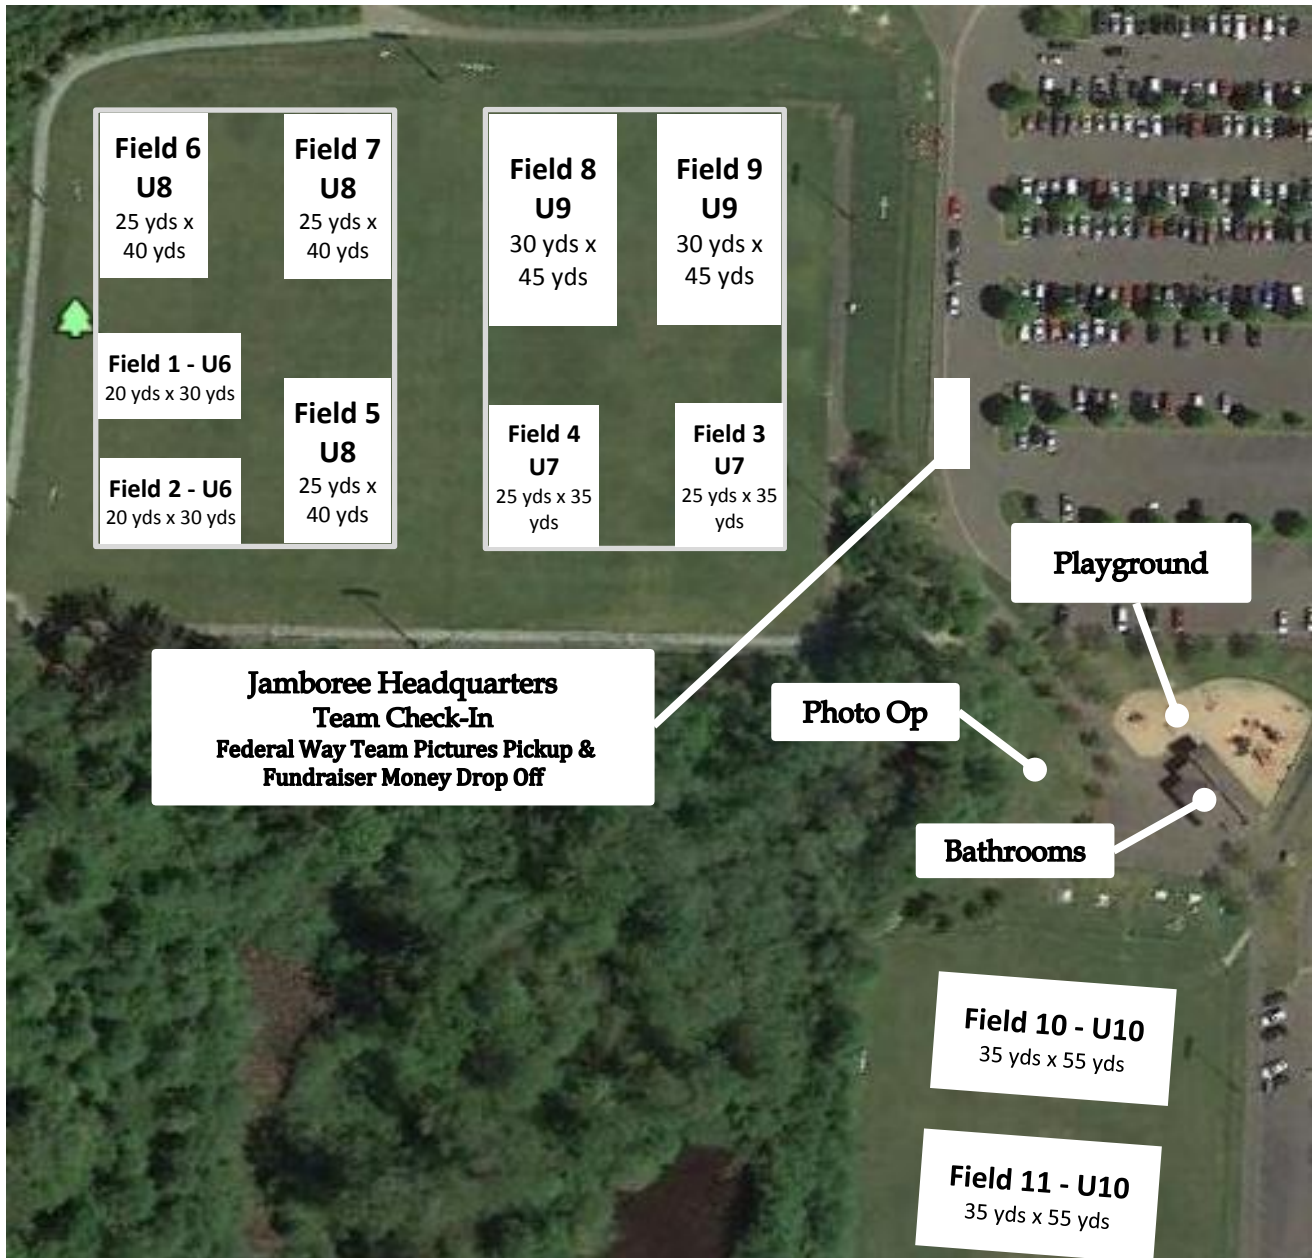 Field 6
U8
25 yds x
40 yds
Field 7
U8
25 yds x
40 yds
Field 8
U9
30 yds x
45 yds
Field 9
U9
30 yds x
45 yds
Field 1 - U6
20 yds x 30 yds
Field 2 - U6
20 yds x 30 yds
Field 5
U8
25 yds x
40 yds
Field 4
U7
25 yds x 35
yds
Field 3
U7
25 yds x 35
yds
Playground
Jamboree Headquarters
Team Check-In
Federal Way Team Pictures Pickup &
Fundraiser Money Drop Off
Photo Op
Bathrooms
Field 10 - U10
35 yds x 55 yds
Field 11 - U10
35 yds x 55 yds